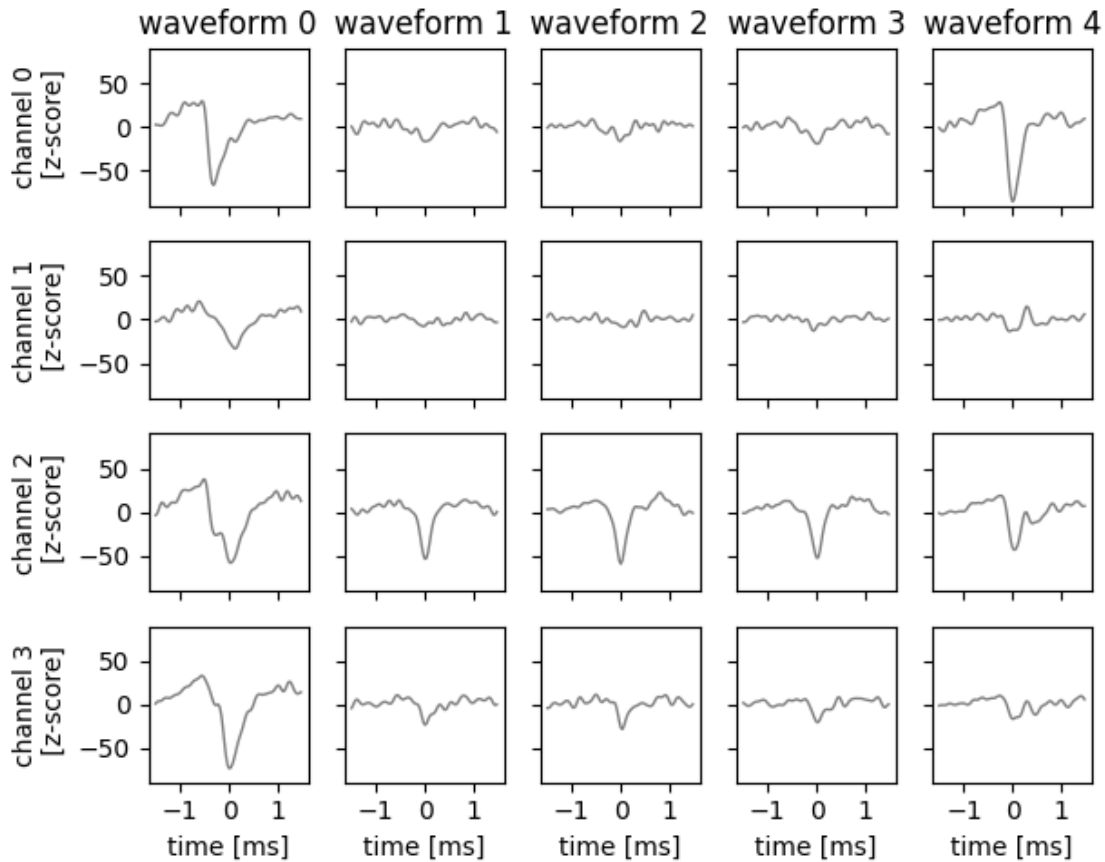 waveform 0 waveform 1 waveform 2 waveform 3 waveform 4
channel 0
[z-score]
50
0
−50
channel 1
[z-score]
50
0
−50
channel 2
[z-score]
50
0
−50
channel 3
[z-score]
50
0
−50
−1 0 1 −1 0 1 −1 0 1 −1 0 1 −1 0 1
time [ms] time [ms] time [ms] time [ms] time [ms]